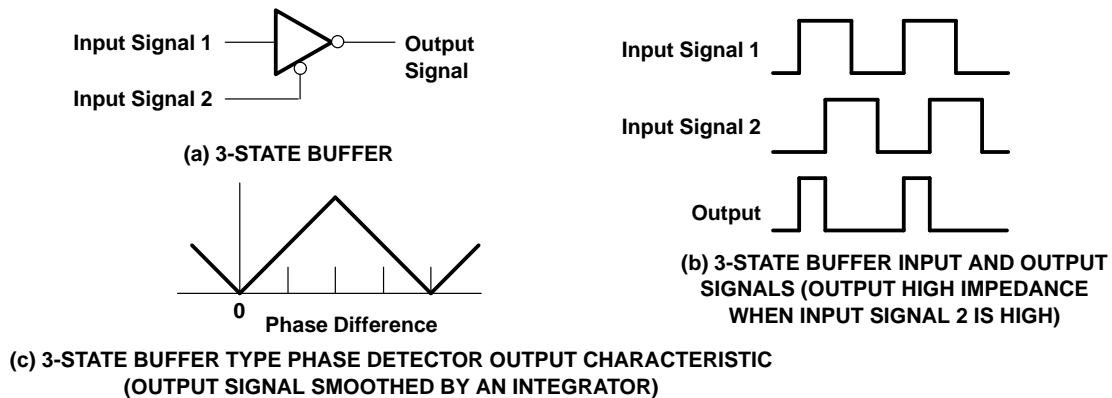 Input Signal 1
Output
Signal
Input Signal 2
(a) 3-STATE BUFFER
Input Signal 1
Input Signal 2
Output
(b) 3-STATE BUFFER INPUT AND OUTPUT
SIGNALS (OUTPUT HIGH IMPEDANCE
WHEN INPUT SIGNAL 2 IS HIGH)
0
Phase Difference
(c) 3-STATE BUFFER TYPE PHASE DETECTOR OUTPUT CHARACTERISTIC
(OUTPUT SIGNAL SMOOTHED BY AN INTEGRATOR)